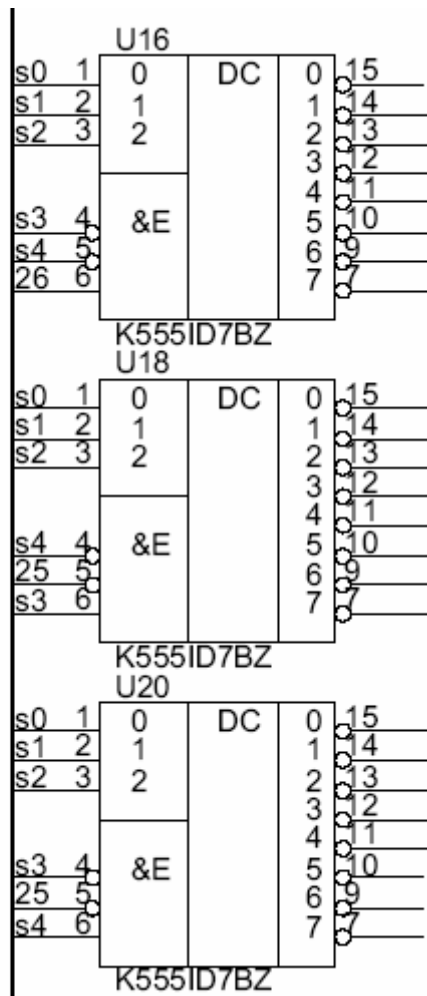 U16
s0 1 0 DC 0 15
s1 2 1 1 14
s2 3 2 2 13
3 12
4 11
s3 4 &E 5 10
s4 5 6 9
26 6 7 7
K555ID7BZ
U18
s0 1 0 DC 0 15
s1 2 1 1 14
s2 3 2 2 13
3 12
4 11
s4 4 &E 5 10
25 5 6 9
s3 6 7 7
K555ID7BZ
U20
s0 1 0 DC 0 15
s1 2 1 1 14
s2 3 2 2 13
3 12
4 11
s3 4 &E 5 10
25 5 6 9
s4 6 7 7
K555ID7BZ